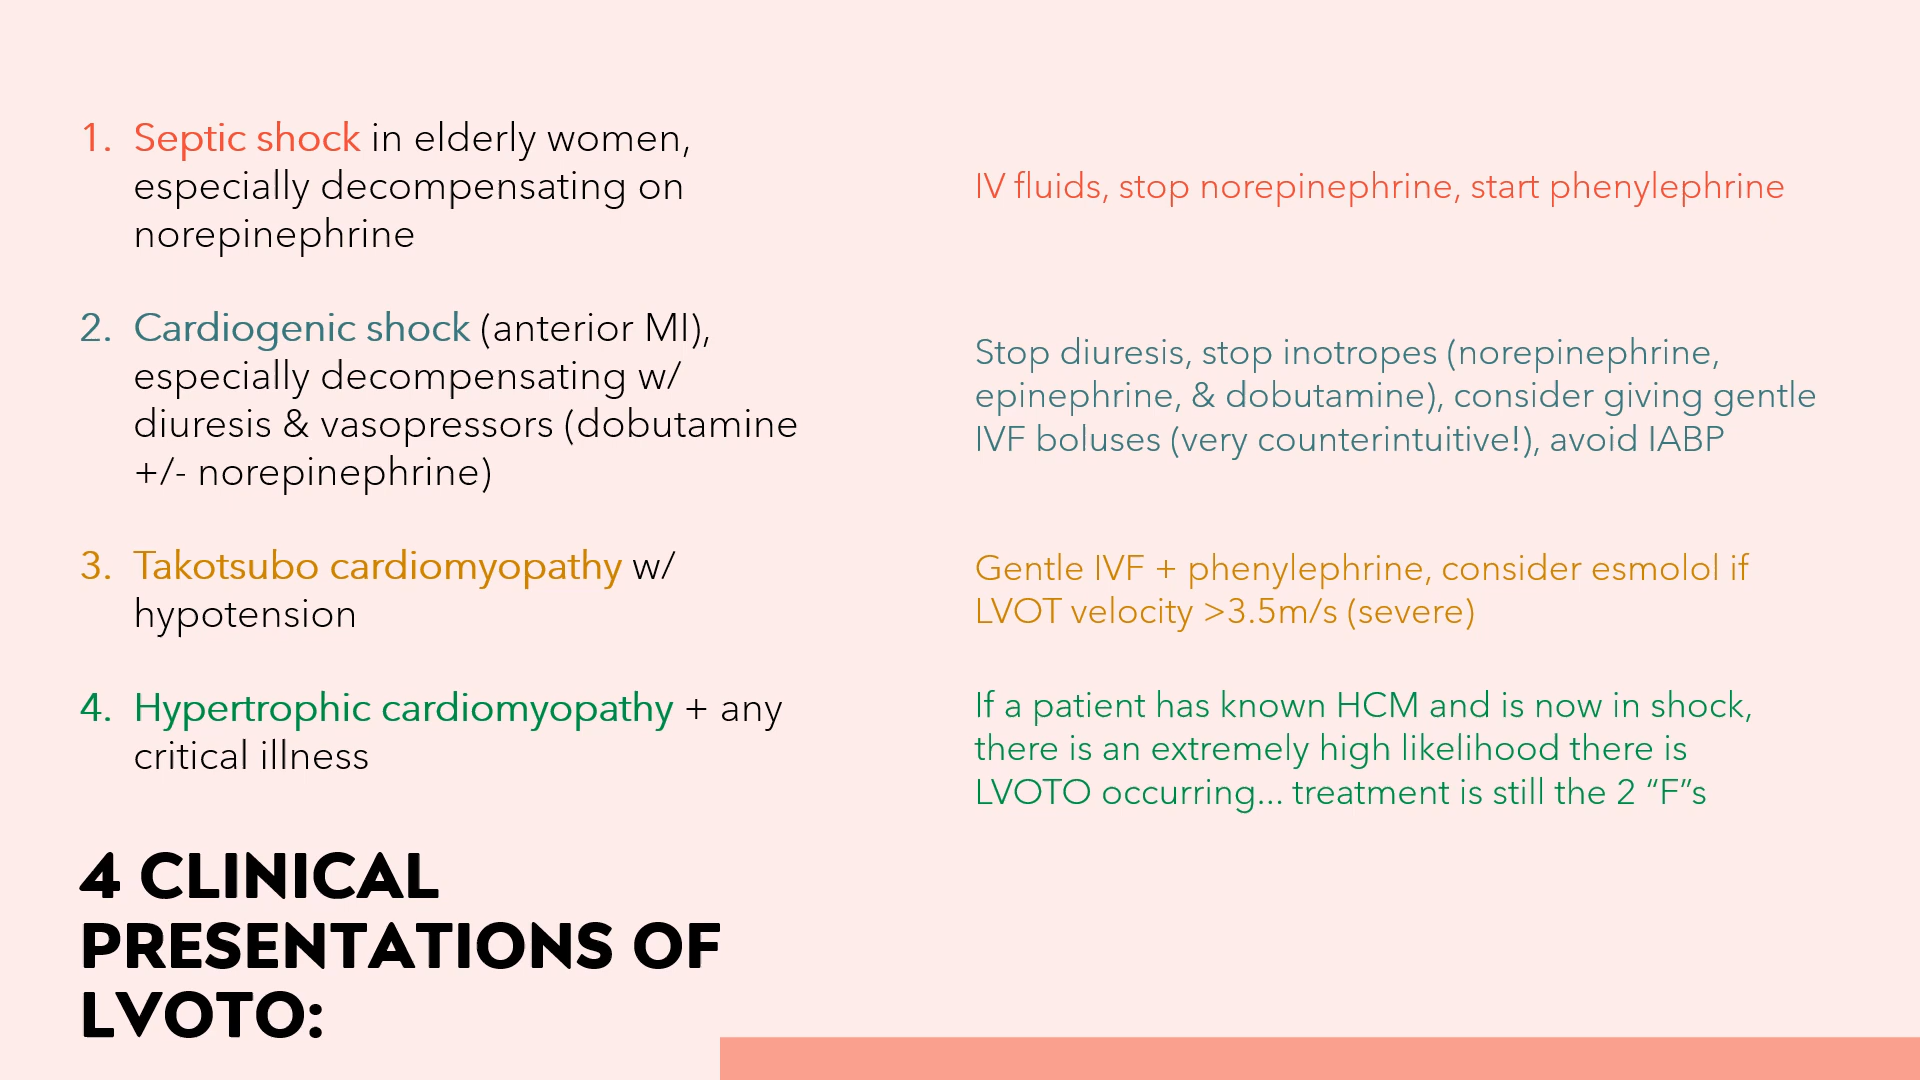 1. Septic shock in elderly women,
especially decompensating on
norepinephrine
IV fluids, stop norepinephrine, start phenylephrine
2. Cardiogenic shock (anterior MI),
especially decompensating w/
diuresis & vasopressors (dobutamine
+/- norepinephrine)
Stop diuresis, stop inotropes (norepinephrine,
epinephrine, & dobutamine), consider giving gentle
IVF boluses (very counterintuitive!), avoid IABP
3. Takotsubo cardiomyopathy w/
hypotension
Gentle IVF + phenylephrine, consider esmolol if
LVOT velocity >3.5m/s (severe)
4. Hypertrophic cardiomyopathy + any
critical illness
If a patient has known HCM and is now in shock,
there is an extremely high likelihood there is
LVOTO occurring... treatment is still the 2 “F”s
4 CLINICAL
PRESENTATIONS OF
LVOTO: